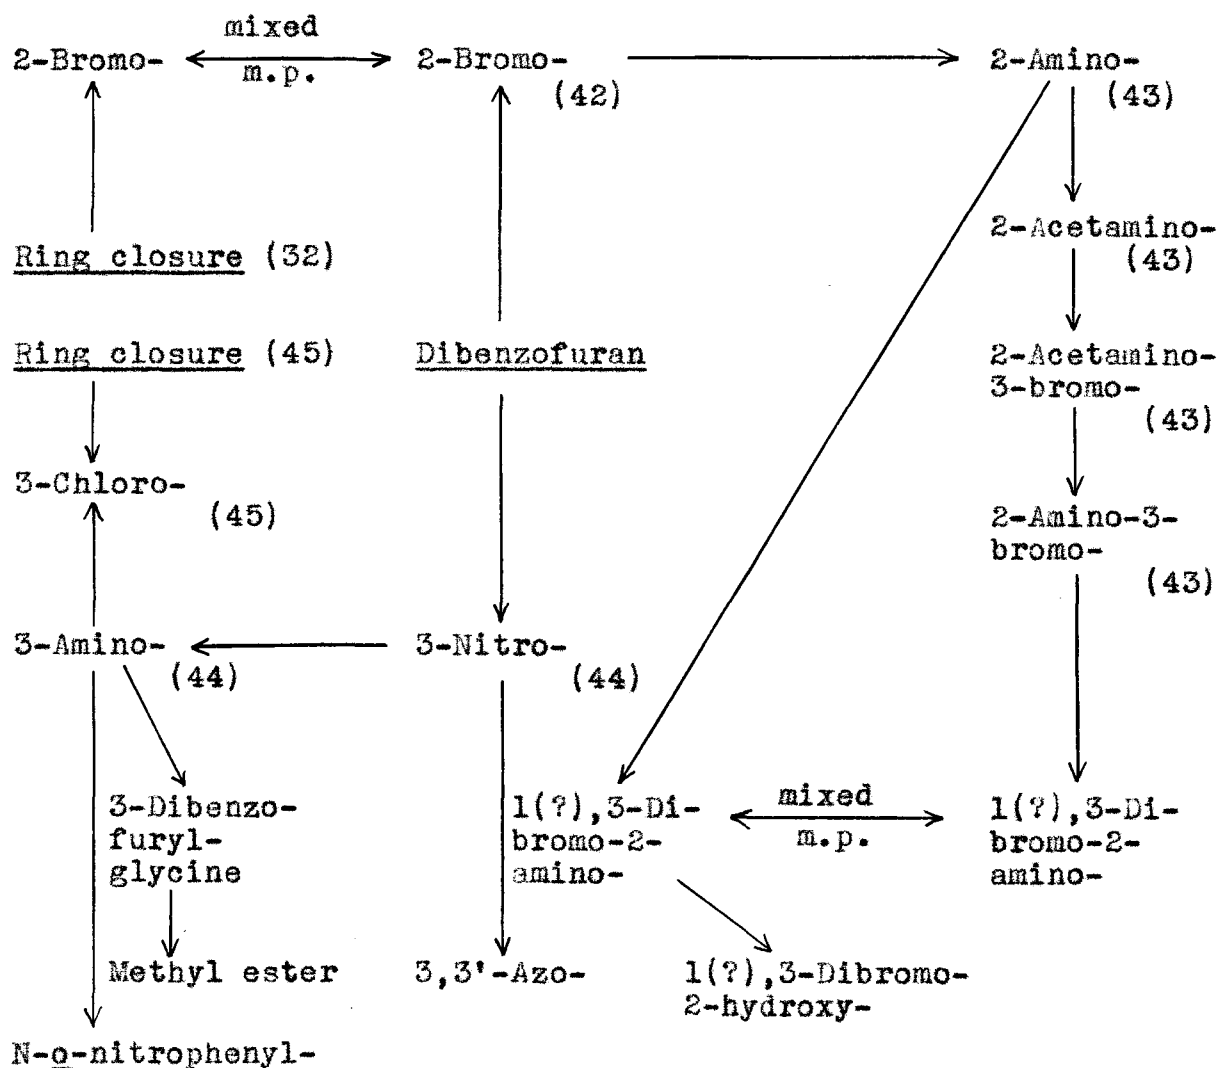 mixed
2-Bromo- 2-Bromo- 2-Amino-
m.p.
(42) (43)
2-Acetamino-
Ring closure (32) (43)
Ring closure (45) Dibenzofuran 2-Acetamino-
3-bromo-
(43)
3-Chloro-
(45) 2-Amino-3-
bromo-
(43)
3-Amino- 3-Nitro-
(44) (44)
3-Dibenzo- 1(?),3-Di- mixed 1(?),3-Di-
furyl- bromo-2- m.p. bromo-2-
glycine amino- amino-
Methyl ester 3,3'-Azo- 1(?),3-Dibromo-
2-hydroxy-
N-o-nitrophenyl-